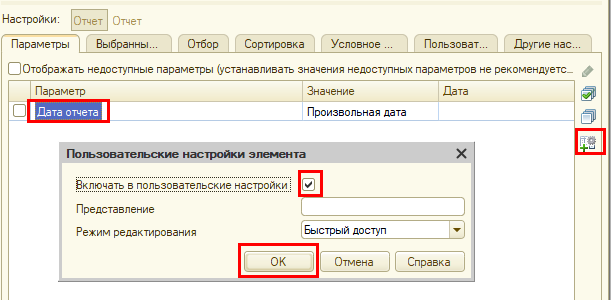 Настройки: Отчет Отчет
Параметры Выбранны... Отбор Сортировка Условное ... Пользоват... Другие нас...
Отображать недоступные параметры (устанавливать значения недоступных параметров не рекомендуетс...
Параметр Значение Дата
Дата отчета Произвольная дата
Пользовательские настройки элемента
Включать в пользовательские настройки
Представление
Режим редактирования Быстрый доступ
OK Отмена Справка